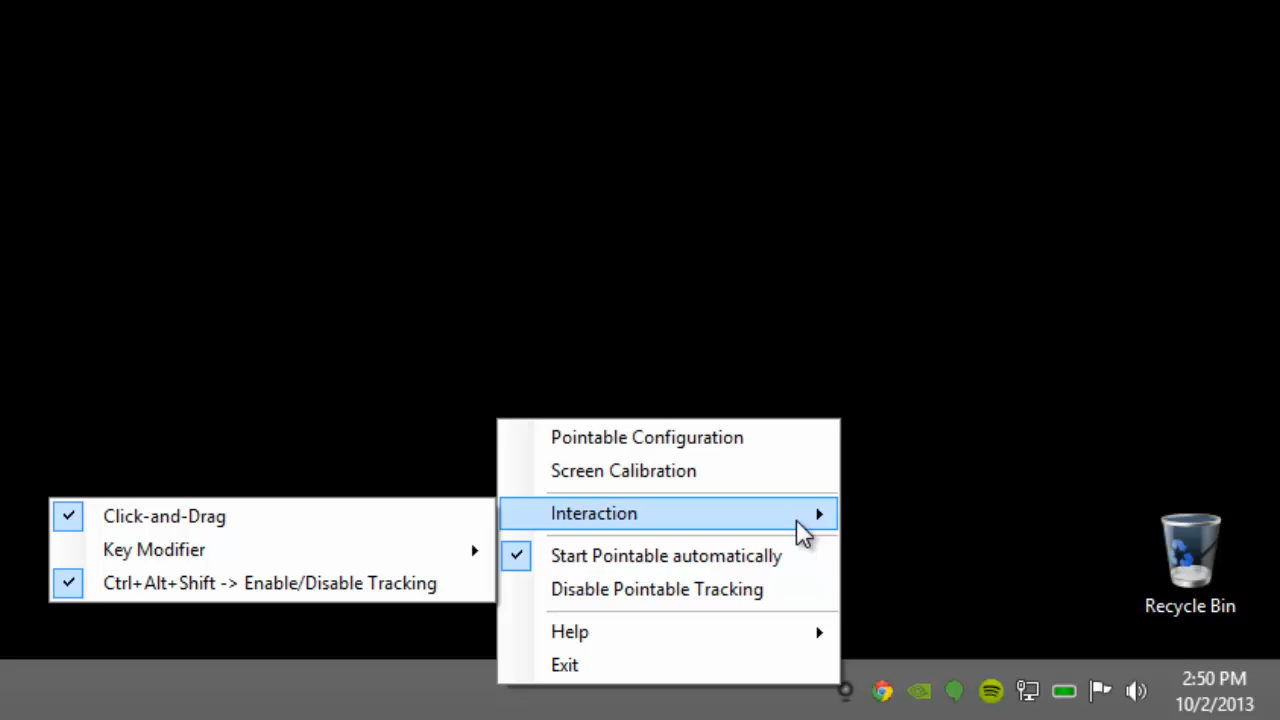 Pointable Configuration
Screen Calibration
Interaction
Start Pointable automatically
Disable Pointable Tracking
Help
Exit
Click-and-Drag
Key Modifier
Ctrl+Alt+Shift -> Enable/Disable Tracking
Recycle Bin
2:50 PM
10/2/2013